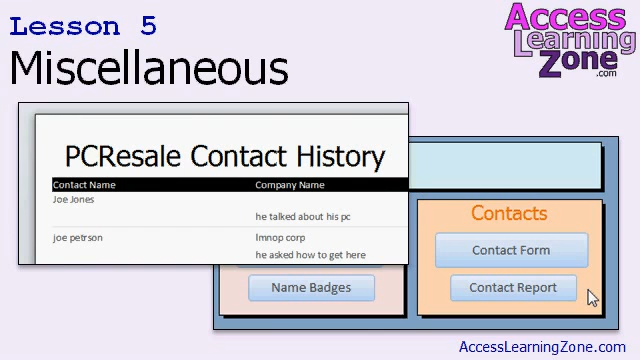 Lesson 5
Miscellaneous
Access
Learning
Zone
.com
PCResale Contact History
Contact Name Company Name
Joe Jones
he talked about his pc
joe petrson lmnop corp
he asked how to get here
Contacts
Contact Form
Name Badges Contact Report
AccessLearningZone.com